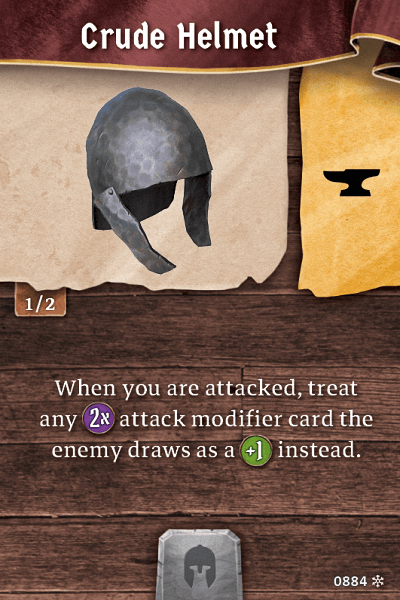 Crude Helmet
1/2
When you are attacked, treat
any 2x attack modifier card the
enemy draws as a +1 instead.
0884